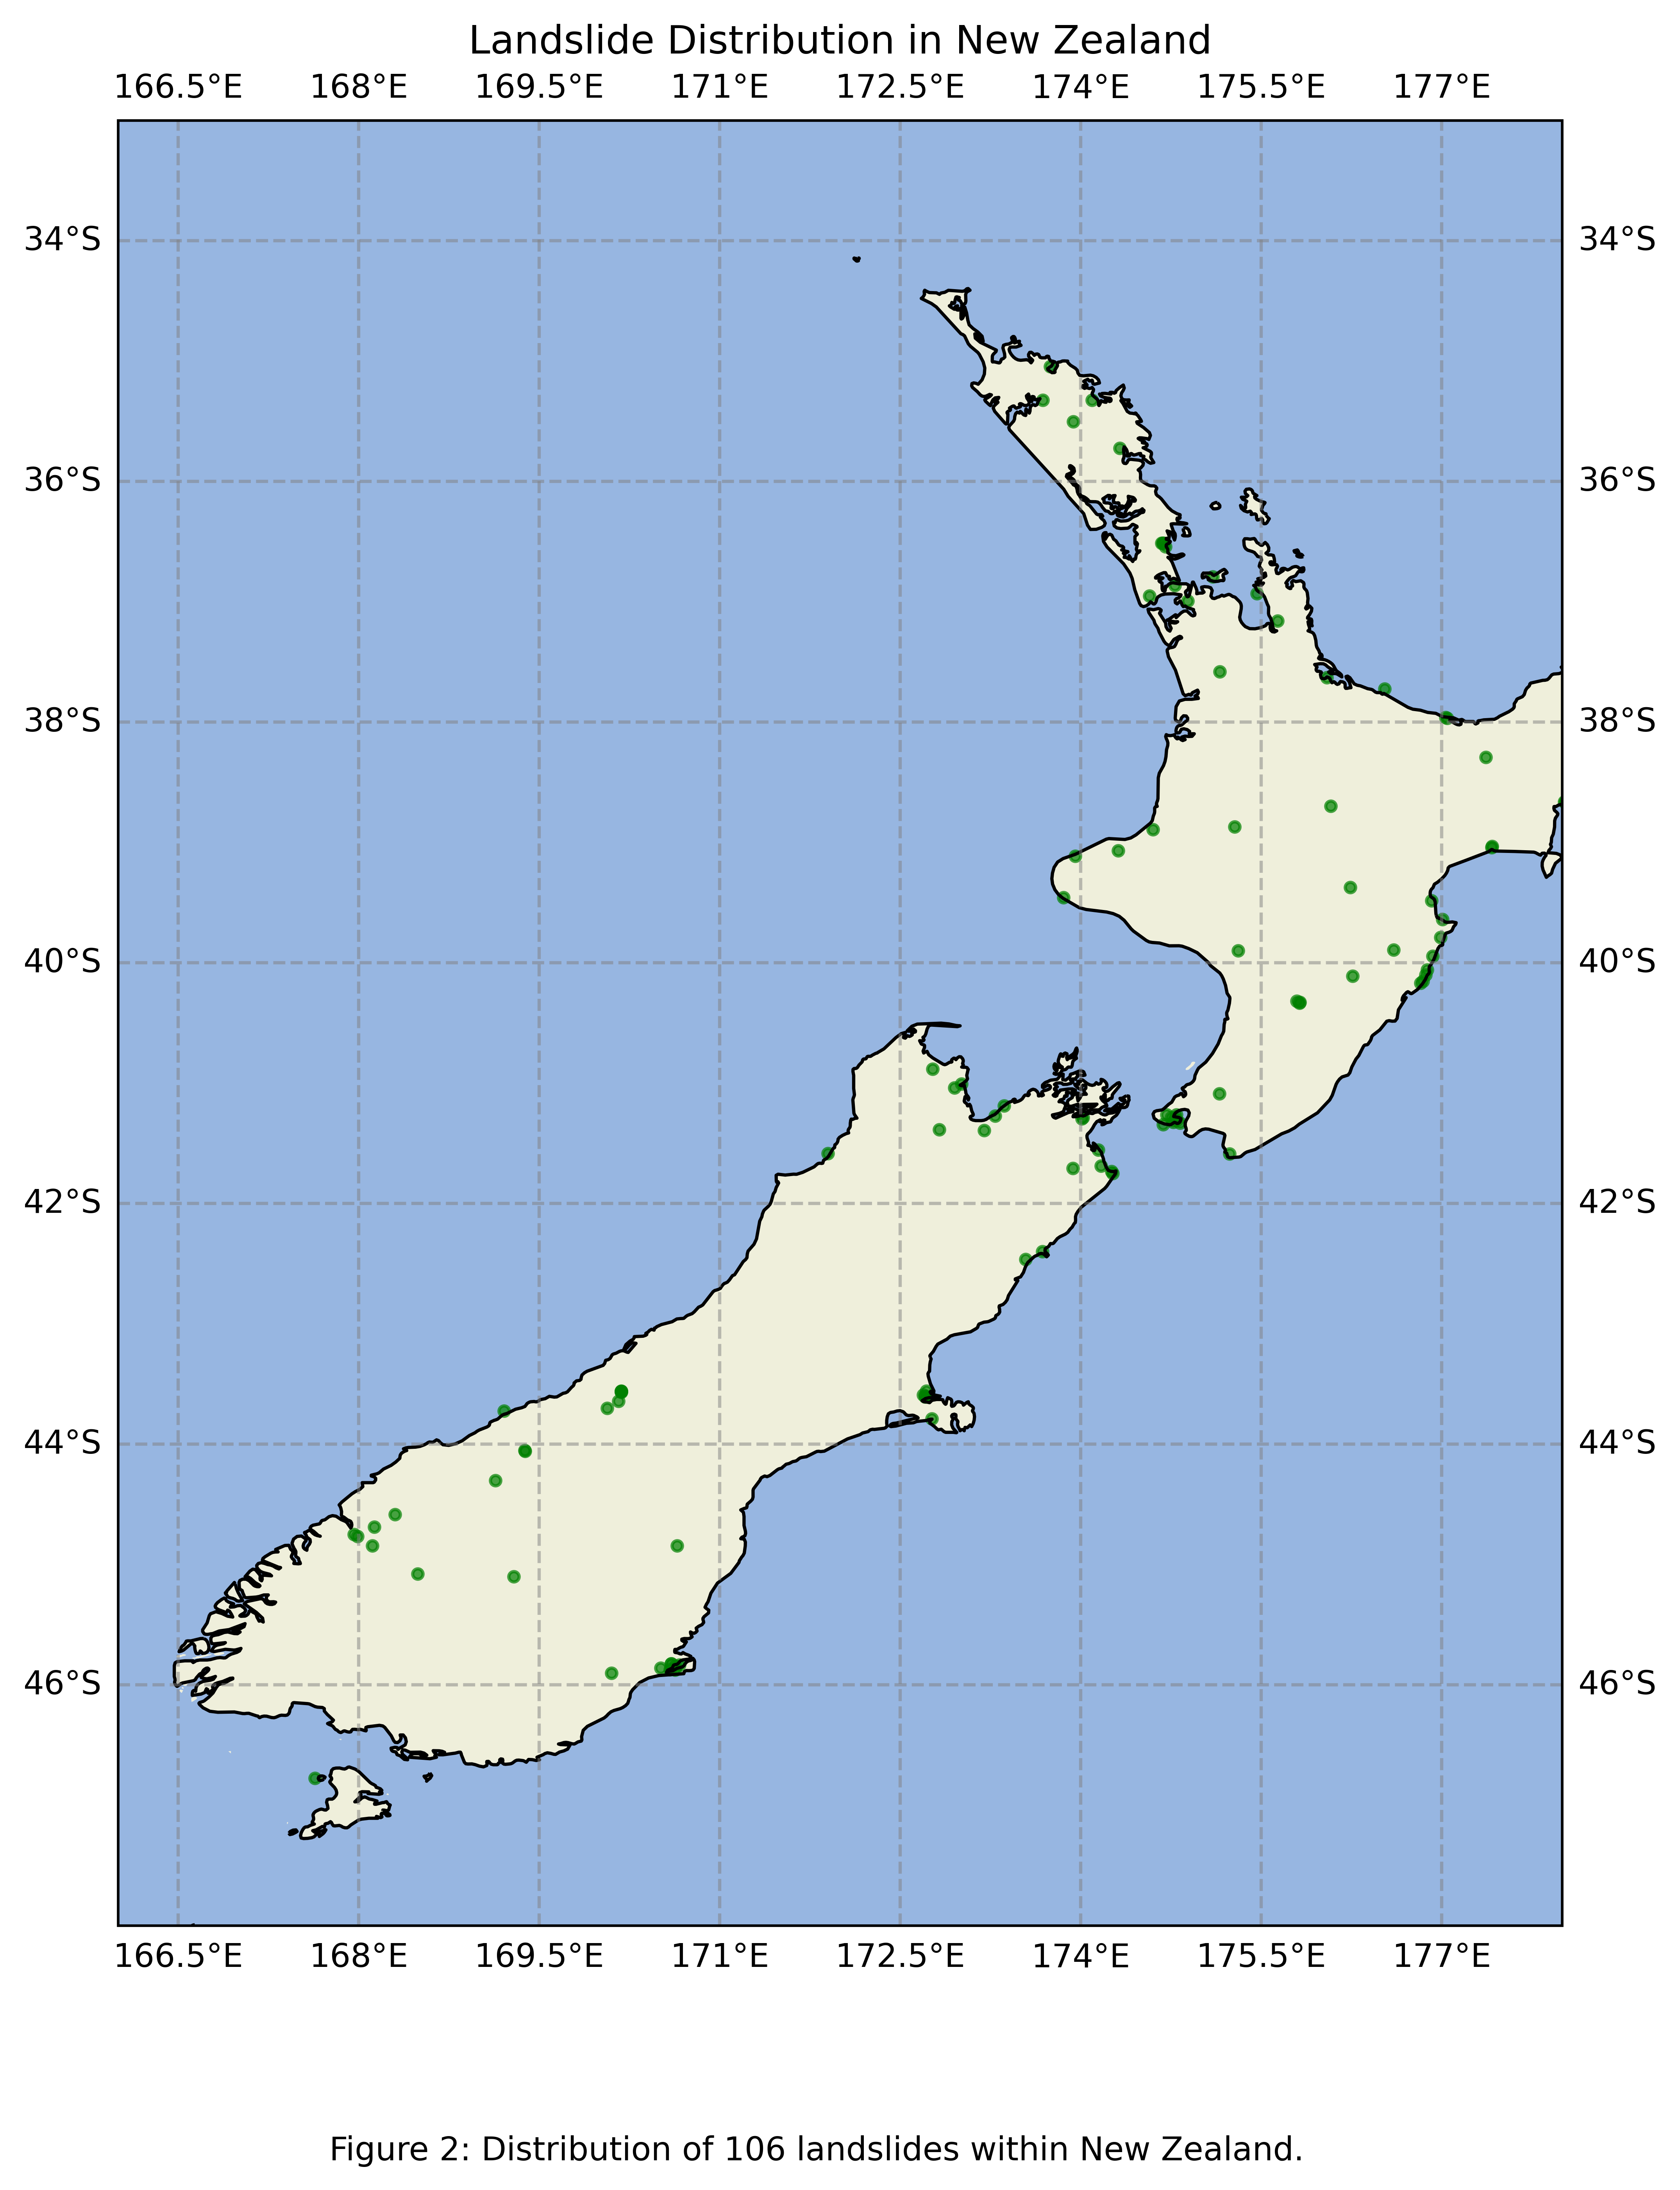 Landslide Distribution in New Zealand
166.5°E 168°E 169.5°E 171°E 172.5°E 174°E 175.5°E 177°E
34°S 34°S
36°S 36°S
38°S 38°S
40°S 40°S
42°S 42°S
44°S 44°S
46°S 46°S
166.5°E 168°E 169.5°E 171°E 172.5°E 174°E 175.5°E 177°E
Figure 2: Distribution of 106 landslides within New Zealand.